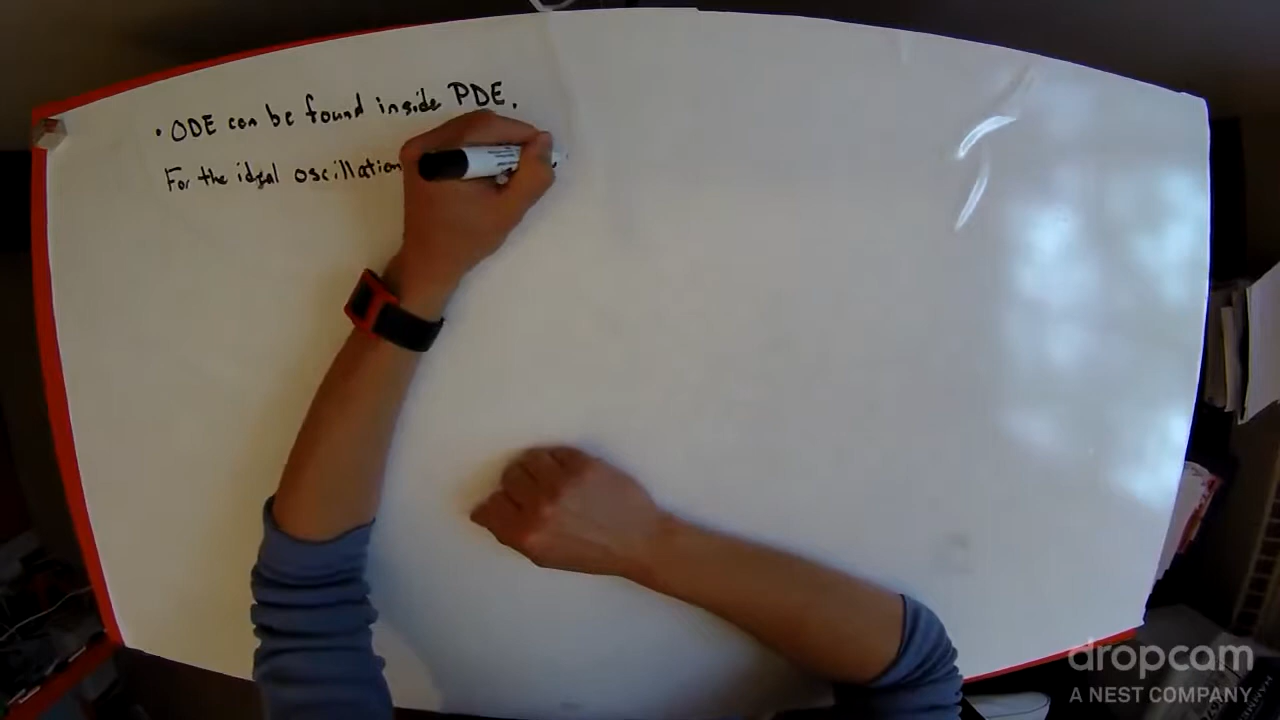 • ODE can be found inside PDE.
For the ideal oscillation
dropcam
A NEST COMPANY